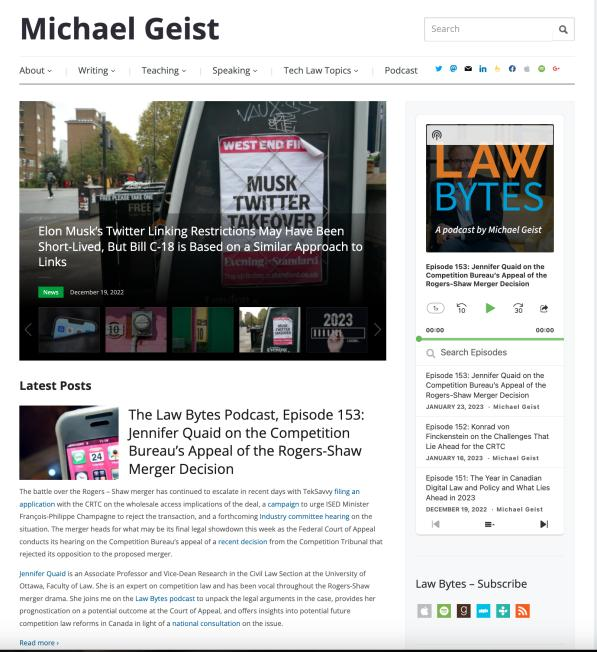 Michael Geist
Search
About
Writing
Teaching
Speaking
Tech Law Topics
Podcast
WEST END FIN
MUSK
TWITTER
TAKEOVER
Evening Standard
FREE PLEASE TAKE ONE
Elon Musk's Twitter Linking Restrictions May Have Been
Short-Lived, But Bill C-18 is Based on a Similar Approach to
Links
News December 19, 2022
10
2023
Latest Posts
24
The Law Bytes Podcast, Episode 153:
Jennifer Quaid on the Competition
Bureau's Appeal of the Rogers-Shaw
Merger Decision
The battle over the Rogers – Shaw merger has continued to escalate in recent days with TekSavvy filing an
application with the CRTC on the wholesale access implications of the deal, a campaign to urge ISED Minister
François-Philippe Champagne to reject the transaction, and a forthcoming Industry committee hearing on the
situation. The merger heads for what may be its final legal showdown this week as the Federal Court of Appeal
conducts its hearing on the Competition Bureau's appeal of a recent decision from the Competition Tribunal that
rejected its opposition to the proposed merger.
Jennifer Quaid is an Associate Professor and Vice-Dean Research in the Civil Law Section at the University of
Ottawa, Faculty of Law. She is an expert on competition law and has been vocal throughout the Rogers-Shaw
merger drama. She joins me on the Law Bytes podcast to unpack the legal arguments in the case, provides her
prognostication on a potential outcome at the Court of Appeal, and offers insights into potential future
competition law reforms in Canada in light of a national consultation on the issue.
Read more ›
LAW
BYTES
A podcast by Michael Geist
Episode 153: Jennifer Quaid on the
Competition Bureau's Appeal of the
Rogers-Shaw Merger Decision
1x 10 30
00:00 00:00
Search Episodes
Episode 153: Jennifer Quaid on the
Competition Bureau's Appeal of the
Rogers-Shaw Merger Decision
JANUARY 23, 2023 · Michael Geist
Episode 152: Konrad von
Finckenstein on the Challenges That
Lie Ahead for the CRTC
JANUARY 16, 2023 · Michael Geist
Episode 151: The Year in Canadian
Digital Law and Policy and What Lies
Ahead in 2023
DECEMBER 19, 2022 · Michael Geist
Law Bytes – Subscribe